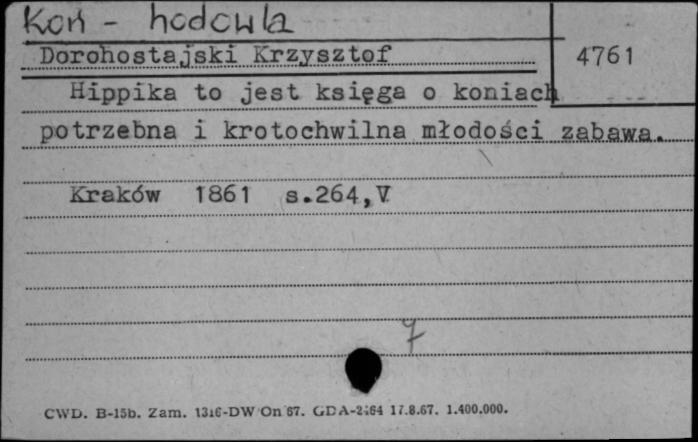 Koń - hodowla
Dorohostajski Krzysztof
4761
Hippika to jest księga o koniach
potrzebna i krotochwilna młodości zabawa.
Kraków 1861 s.264,V
7
CWD. B-15b. Zam. 1316-DW On 67. GDA-2164 17.8.67. 1.400.000.